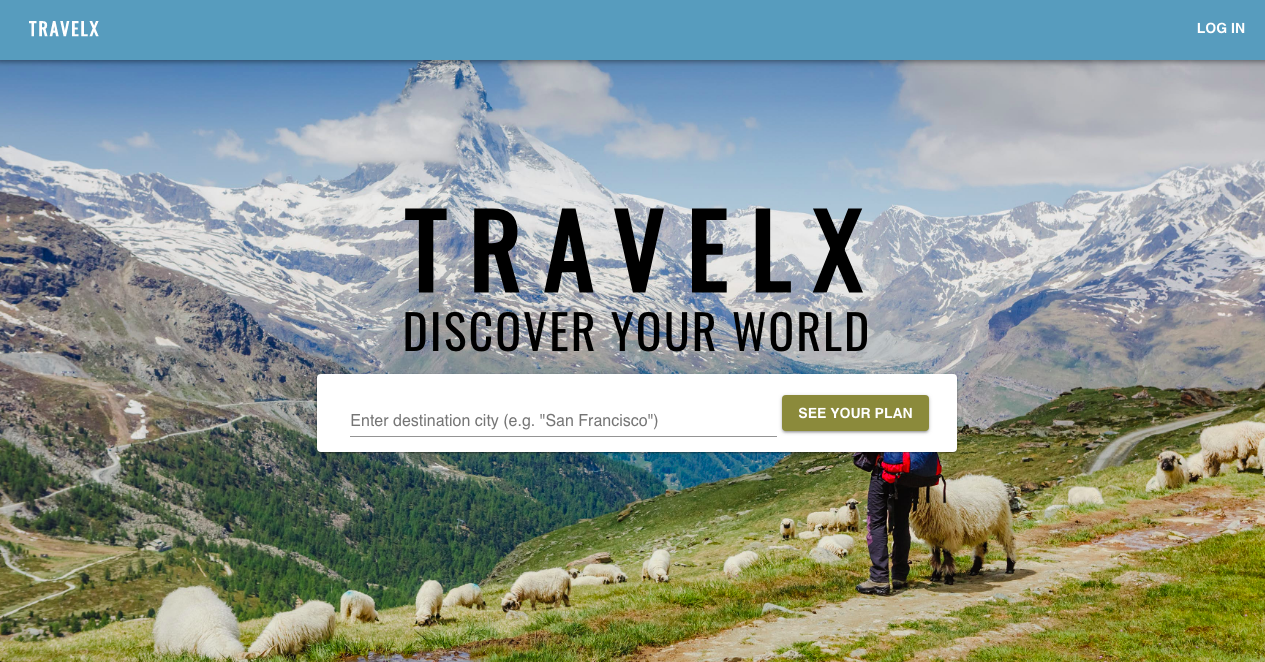 TRAVELX
LOG IN
TRAVELX
DISCOVER YOUR WORLD
Enter destination city (e.g. "San Francisco")
SEE YOUR PLAN